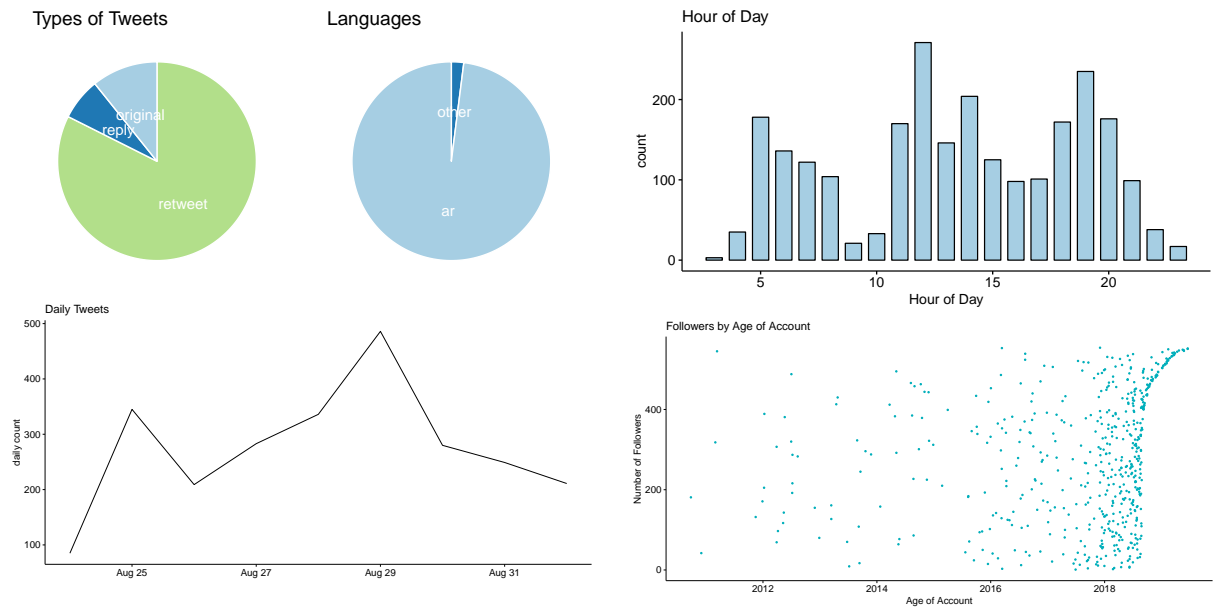 Types of Tweets
original
reply
retweet
Languages
other
ar
Hour of Day
count
200
100
0
5 10 15 20
Hour of Day
Daily Tweets
daily count
500
400
300
200
100
Aug 25 Aug 27 Aug 29 Aug 31
Followers by Age of Account
Number of Followers
400
200
0
2012 2014 2016 2018
Age of Account